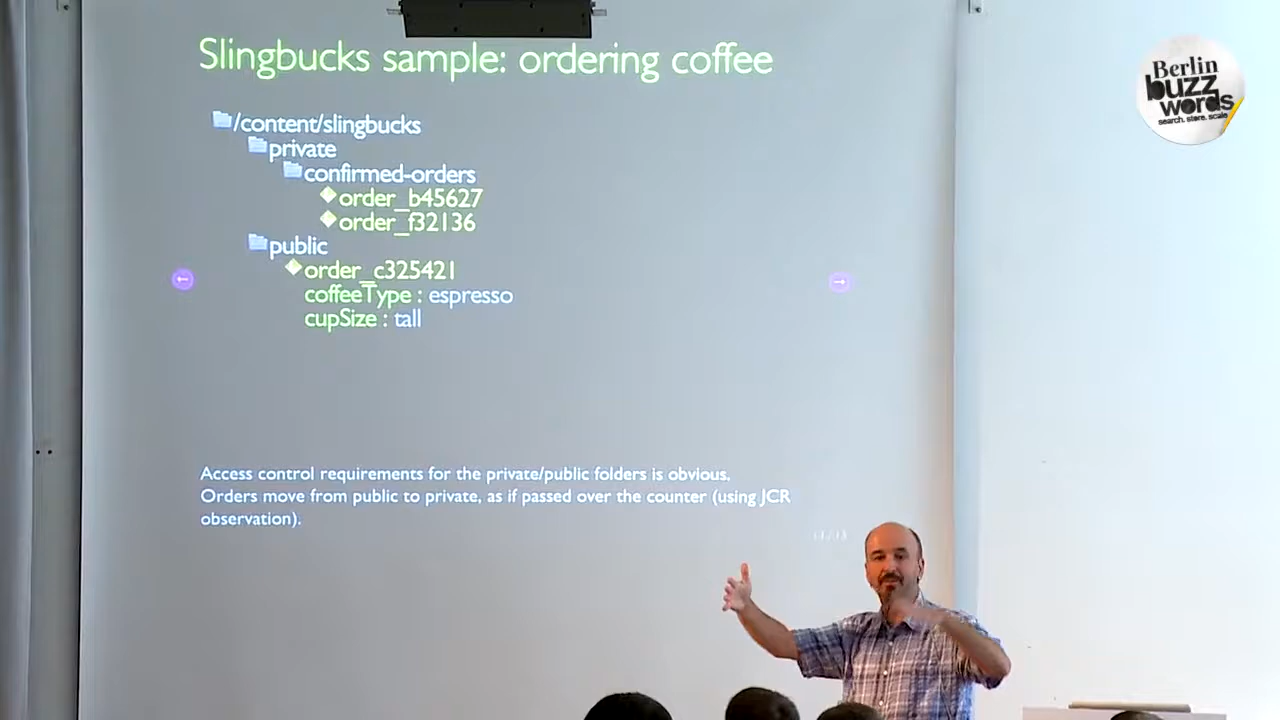 Slingbucks sample: ordering coffee
/content/slingbucks
private
confirmed-orders
order_b45627
order_f32136
public
order_c325421
coffeeType : espresso
cupSize : tall
Access control requirements for the private/public folders is obvious.
Orders move from public to private, as if passed over the counter (using JCR
observation).
Berlin
buzz
words
search. store. scale